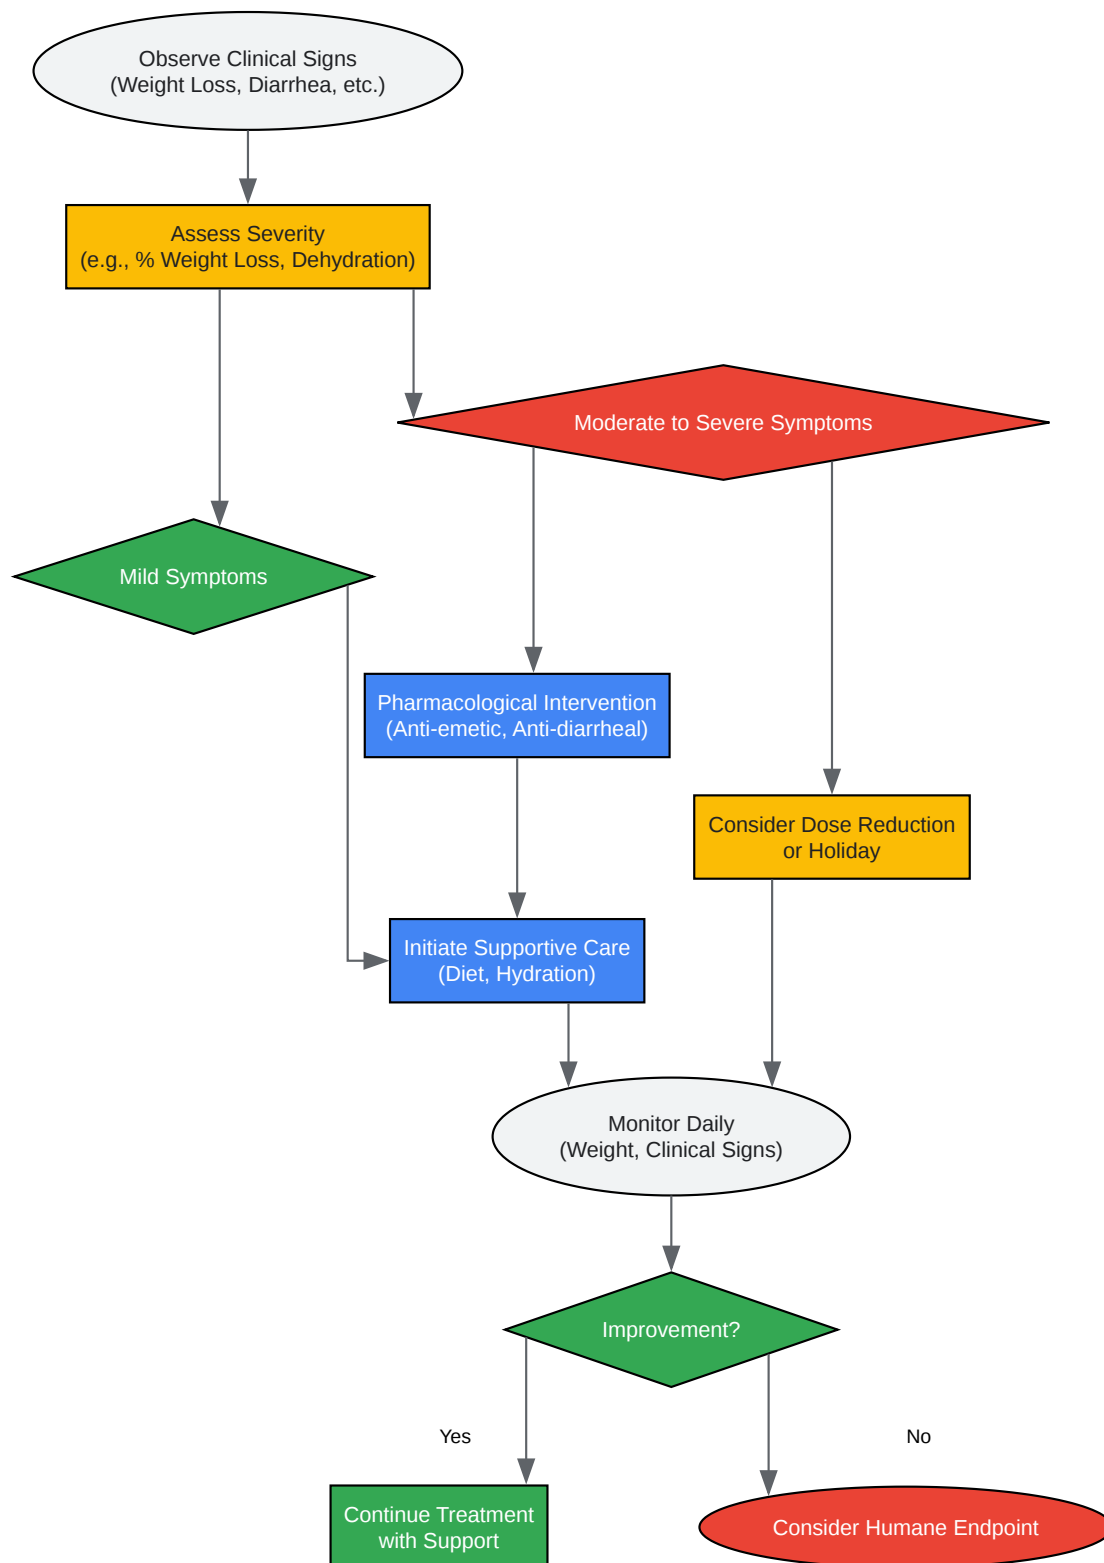 Observe Clinical Signs
(Weight Loss, Diarrhea, etc.)
Assess Severity
(e.g., % Weight Loss, Dehydration)
Moderate to Severe Symptoms
Mild Symptoms
Pharmacological Intervention
(Anti-emetic, Anti-diarrheal)
Consider Dose Reduction
or Holiday
Initiate Supportive Care
(Diet, Hydration)
Monitor Daily
(Weight, Clinical Signs)
Improvement?
Yes
No
Continue Treatment
with Support
Consider Humane Endpoint